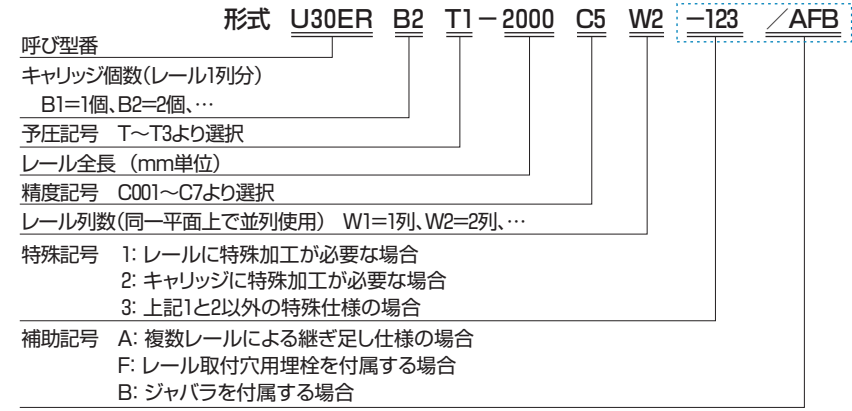 形式 U30ER B2 T1－2000 C5 W2 －123 ／AFB
呼び型番
キャリッジ個数(レール1列分)
B1＝1個、B2＝2個、…
予圧記号 T～T3より選択
レール全長 (mm単位)
精度記号 C001～C7より選択
レール列数(同一平面上で並列使用) W1＝1列、W2＝2列、…
特殊記号 1: レールに特殊加工が必要な場合
2: キャリッジに特殊加工が必要な場合
3: 上記1と2以外の特殊仕様の場合
補助記号 A: 複数レールによる継ぎ足し仕様の場合
F: レール取付穴用埋栓を付属する場合
B: ジャバラを付属する場合